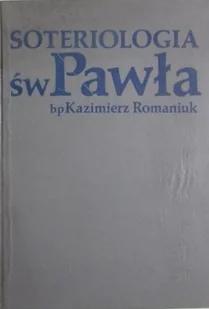 SOTERIOLOGIA
św Pawła
bp Kazimierz Romaniuk